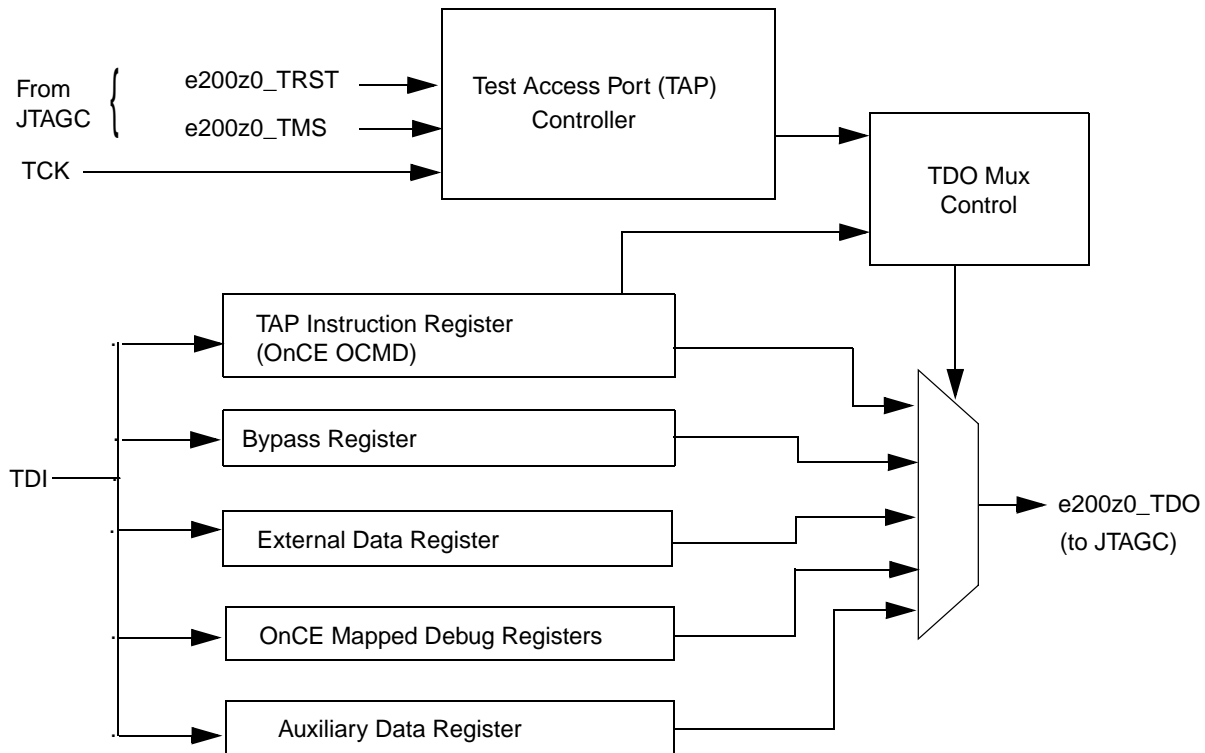 From
JTAGC
e200z0_TRST
e200z0_TMS
TCK
Test Access Port (TAP)
Controller
TDO Mux
Control
TAP Instruction Register
(OnCE OCMD)
Bypass Register
TDI
External Data Register
OnCE Mapped Debug Registers
Auxiliary Data Register
e200z0_TDO
(to JTAGC)